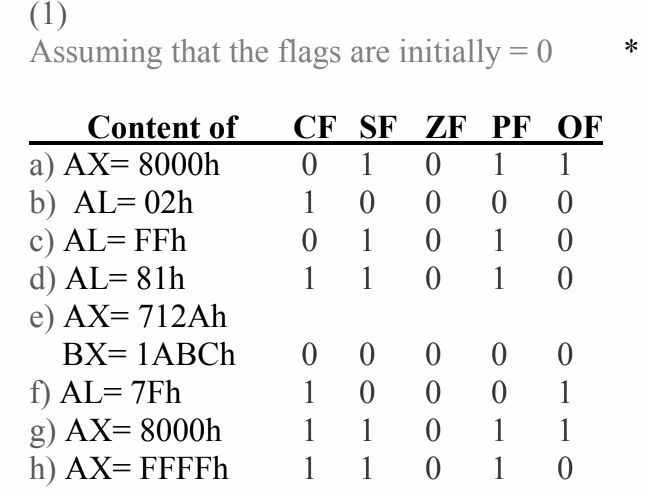 (1)
Assuming that the flags are initially = 0 *
Content of CF SF ZF PF OF
a) AX= 8000h 0 1 0 1 1
b) AL= 02h 1 0 0 0 0
c) AL= FFh 0 1 0 1 0
d) AL= 81h 1 1 0 1 0
e) AX= 712Ah
BX= 1ABCh 0 0 0 0 0
f) AL= 7Fh 1 0 0 0 1
g) AX= 8000h 1 1 0 1 1
h) AX= FFFFh 1 1 0 1 0